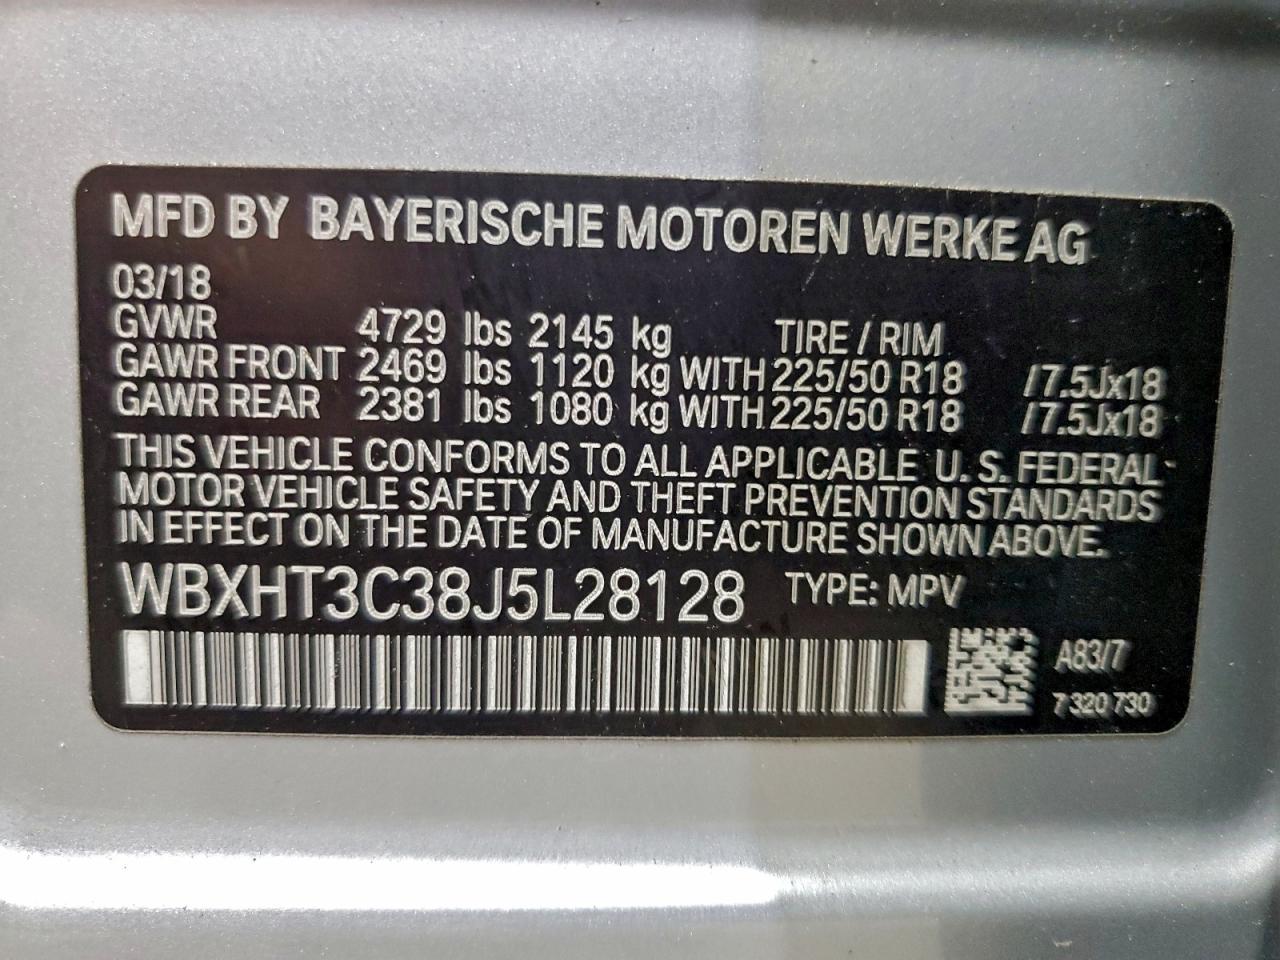 MFD BY BAYERISCHE MOTOREN WERKE AG
03/18
GVWR 4729 lbs 2145 kg TIRE / RIM
GAWR FRONT 2469 lbs 1120 kg WITH 225/50 R18 /7.5Jx18
GAWR REAR 2381 lbs 1080 kg WITH 225/50 R18 /7.5Jx18
THIS VEHICLE CONFORMS TO ALL APPLICABLE U. S. FEDERAL
MOTOR VEHICLE SAFETY AND THEFT PREVENTION STANDARDS
IN EFFECT ON THE DATE OF MANUFACTURE SHOWN ABOVE.
WBXHT3C38J5L28128 TYPE: MPV
A83/7
7 320 730